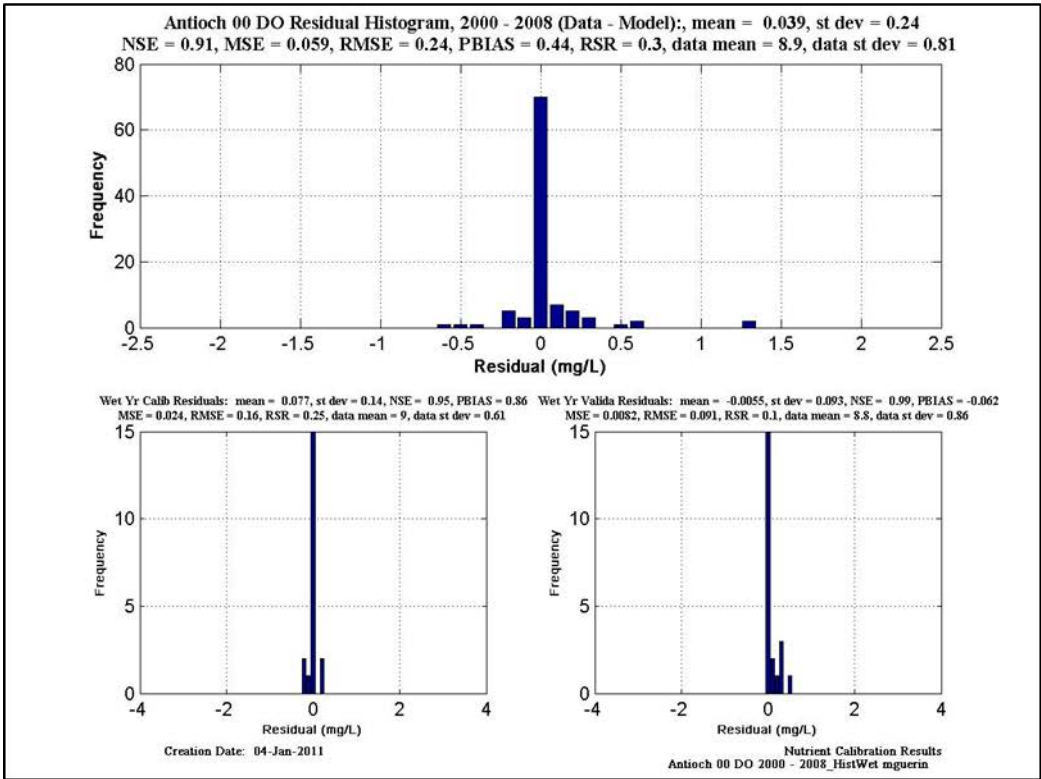 Antioch 00 DO Residual Histogram, 2000 - 2008 (Data - Model):, mean =  0.039, st dev = 0.24
NSE = 0.91, MSE = 0.059, RMSE = 0.24, PBIAS = 0.44, RSR = 0.3, data mean = 8.9, data st dev = 0.81
80
60
40
20
0
Frequency
-2.5 -2 -1.5 -1 -0.5 0 0.5 1 1.5 2 2.5
Residual (mg/L)
Wet Yr Calib Residuals:  mean =  0.077, st dev = 0.14, NSE =  0.95, PBIAS = 0.86
MSE = 0.024, RMSE = 0.16, RSR = 0.25, data mean = 9, data st dev = 0.61
15
10
5
0
Frequency
-4 -2 0 2 4
Residual (mg/L)
Wet Yr Valida Residuals:  mean =  -0.0055, st dev = 0.093, NSE =  0.99, PBIAS = -0.062
MSE = 0.0082, RMSE = 0.091, RSR = 0.1, data mean = 8.8, data st dev = 0.86
15
10
5
0
Frequency
-4 -2 0 2 4
Residual (mg/L)
Creation Date:  04-Jan-2011
Nutrient Calibration Results
Antioch 00 DO 2000 - 2008_HistWet mguerin